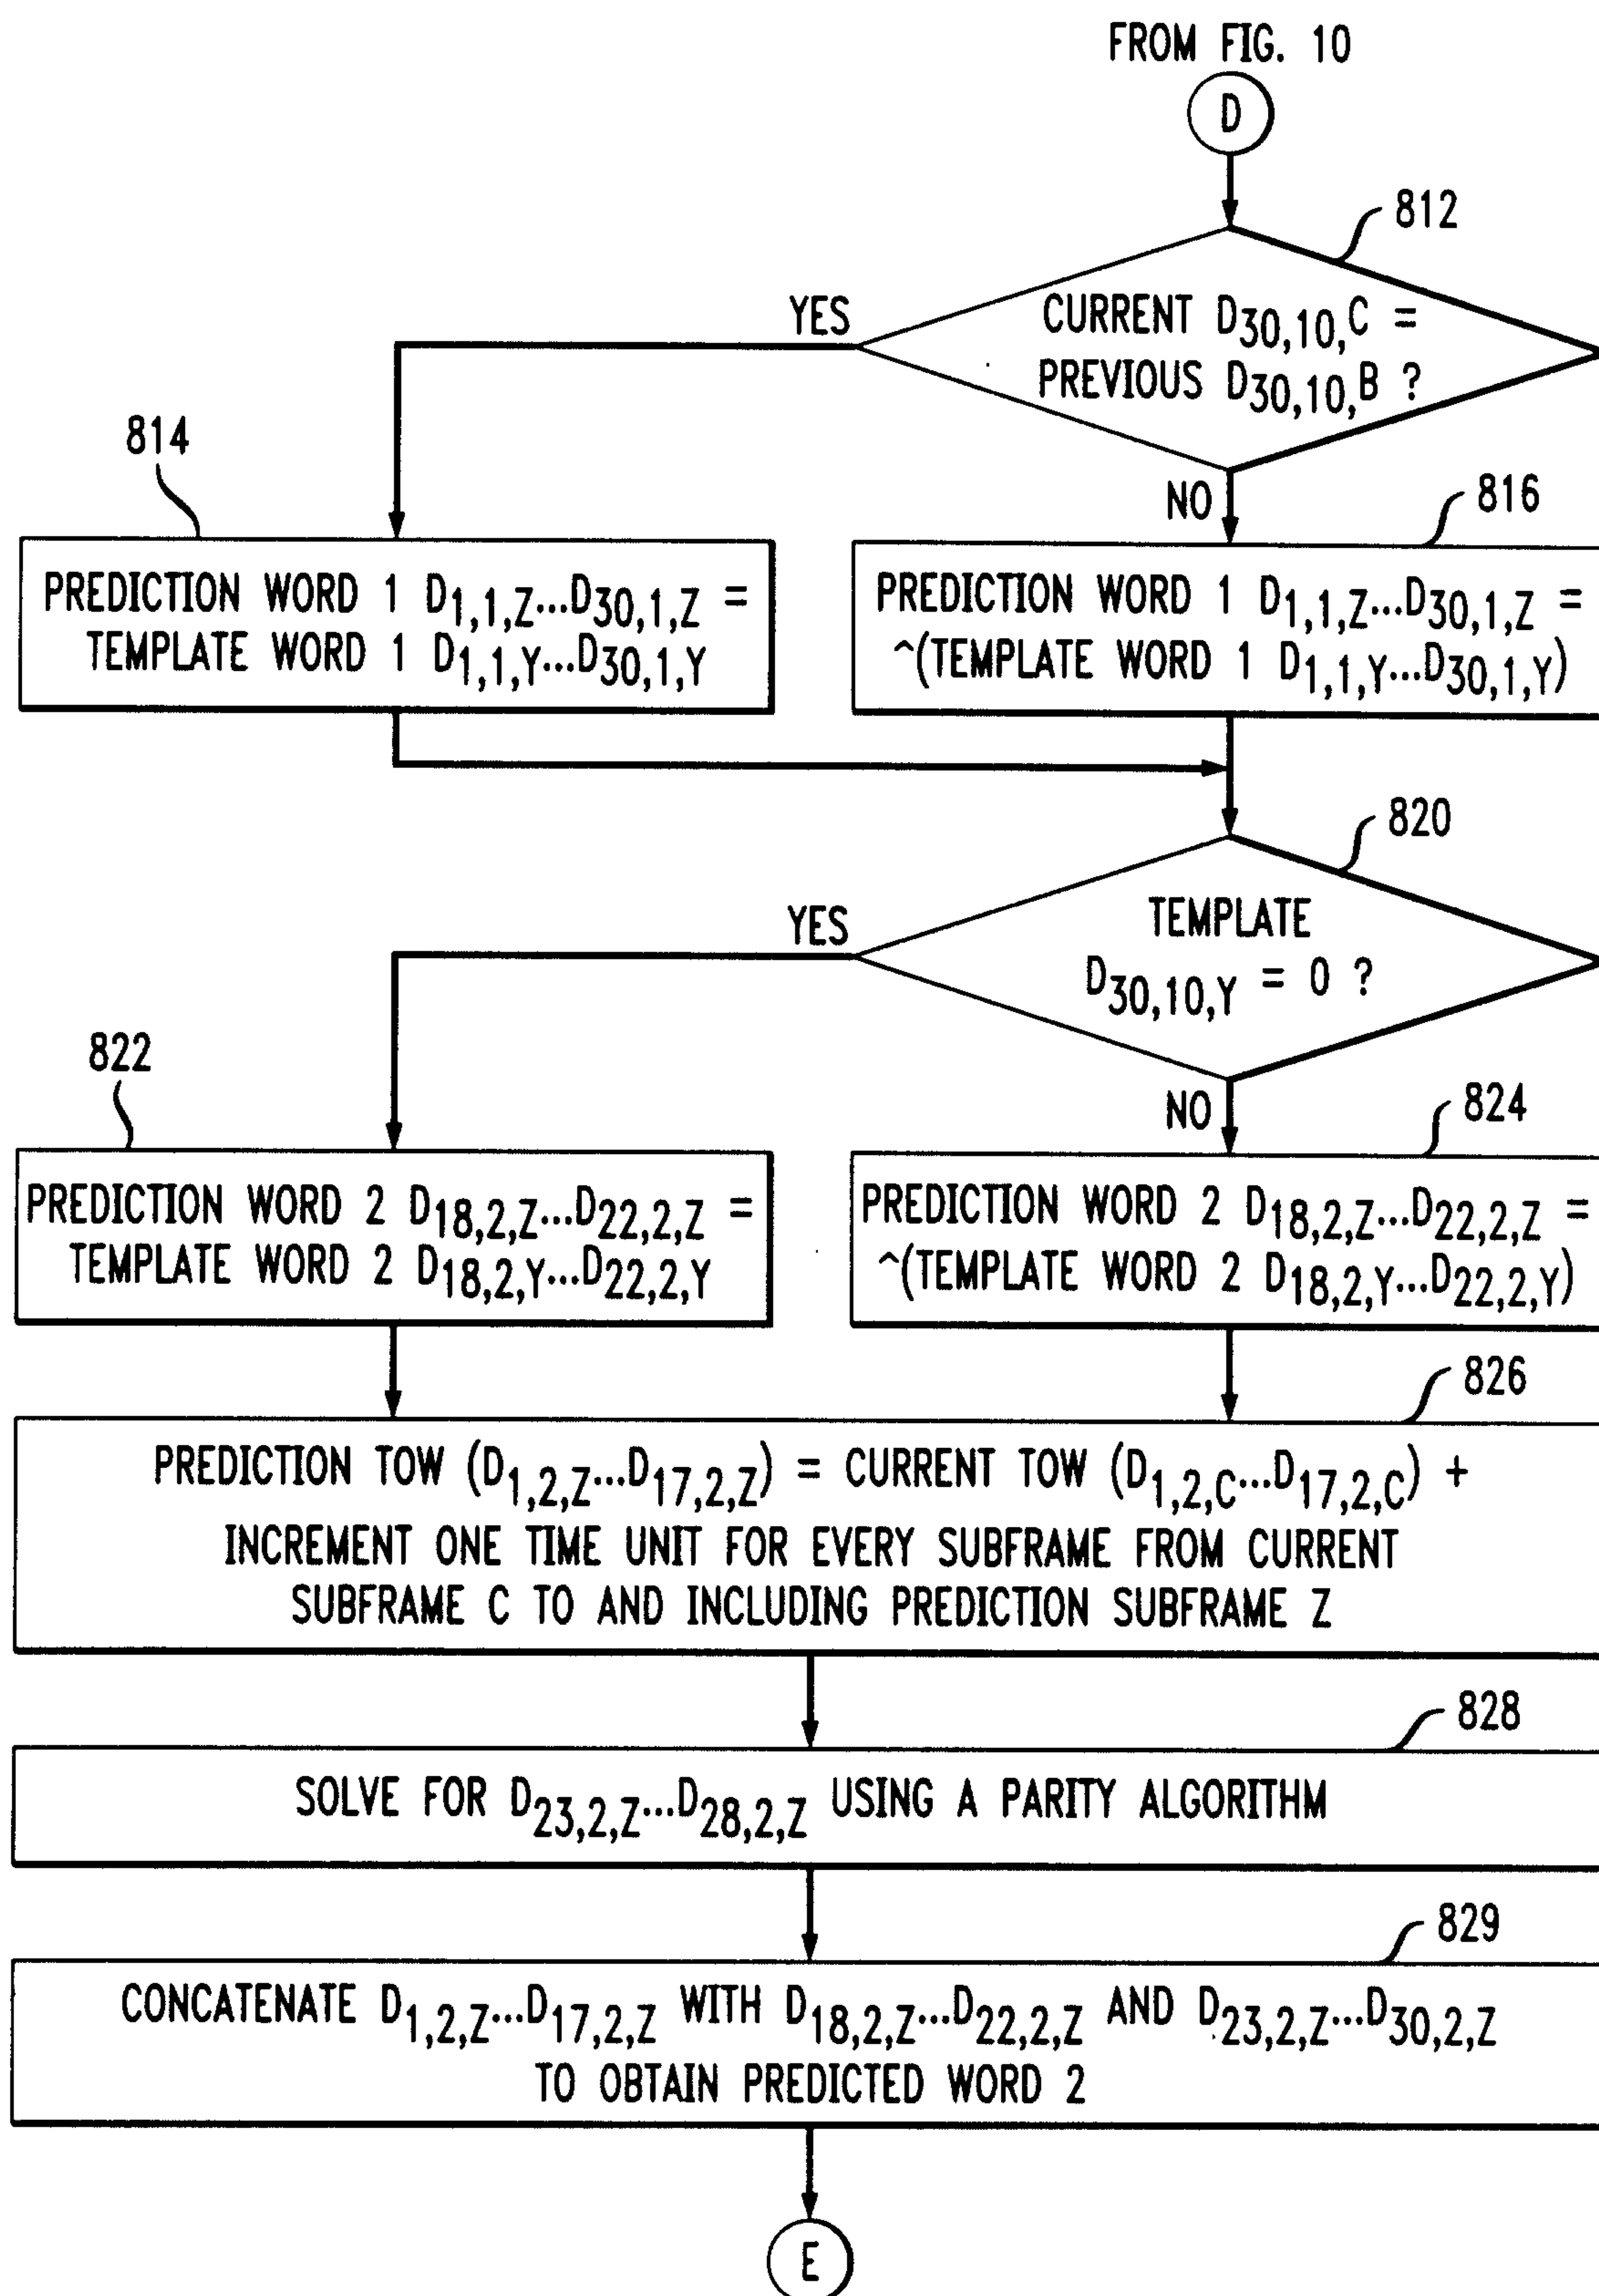 FROM FIG. 10
D
812
CURRENT D30,10,C =
PREVIOUS D30,10,B ?
YES
NO
814
PREDICTION WORD 1 D1,1,Z...D30,1,Z =
TEMPLATE WORD 1 D1,1,Y...D30,1,Y
816
PREDICTION WORD 1 D1,1,Z...D30,1,Z =
^(TEMPLATE WORD 1 D1,1,Y...D30,1,Y)
820
TEMPLATE
D30,10,Y = 0 ?
YES
NO
822
PREDICTION WORD 2 D18,2,Z...D22,2,Z =
TEMPLATE WORD 2 D18,2,Y...D22,2,Y
824
PREDICTION WORD 2 D18,2,Z...D22,2,Z =
^(TEMPLATE WORD 2 D18,2,Y...D22,2,Y)
826
PREDICTION TOW (D1,2,Z...D17,2,Z) = CURRENT TOW (D1,2,C...D17,2,C) +
INCREMENT ONE TIME UNIT FOR EVERY SUBFRAME FROM CURRENT
SUBFRAME C TO AND INCLUDING PREDICTION SUBFRAME Z
828
SOLVE FOR D23,2,Z...D28,2,Z USING A PARITY ALGORITHM
829
CONCATENATE D1,2,Z...D17,2,Z WITH D18,2,Z...D22,2,Z AND D23,2,Z...D30,2,Z
TO OBTAIN PREDICTED WORD 2
E